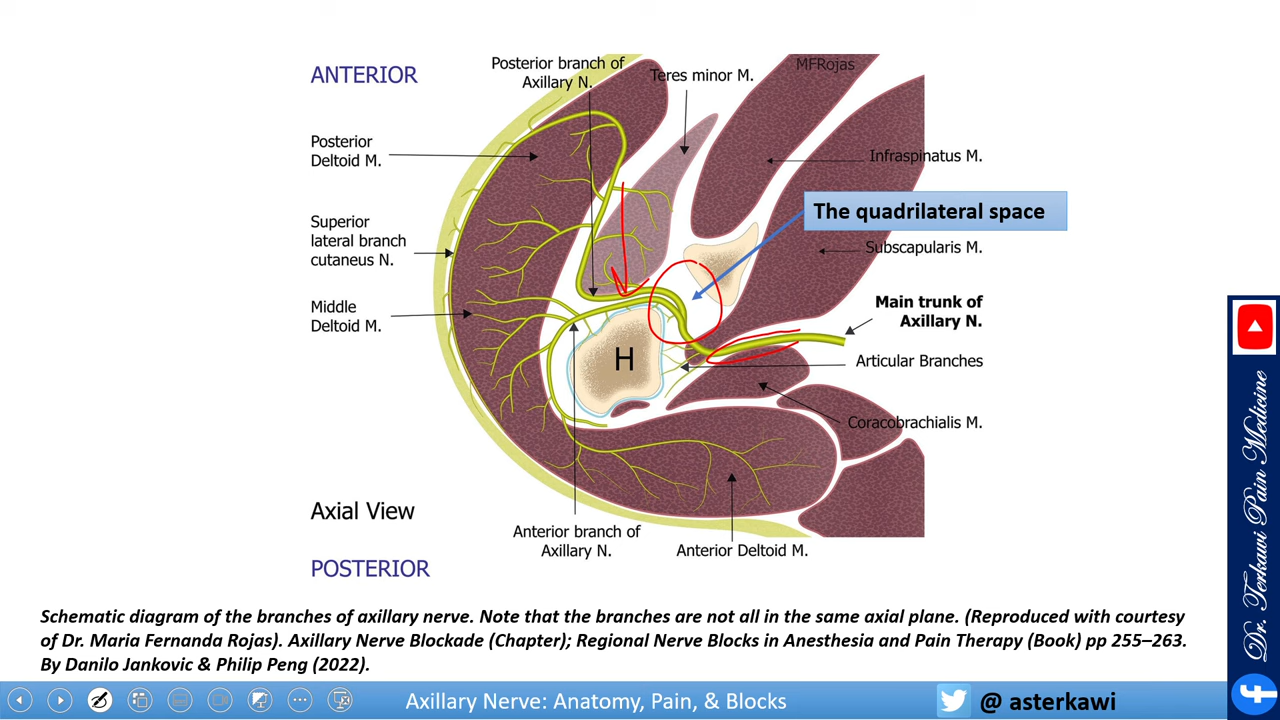 ANTERIOR
Posterior branch of
Axillary N.
Teres minor M.
MFRojas
Posterior
Deltoid M.
Infraspinatus M.
The quadrilateral space
Superior
lateral branch
cutaneus N.
Subscapularis M.
Middle
Deltoid M.
Main trunk of
Axillary N.
H
Articular Branches
Coracobrachialis M.
Axial View
Anterior branch of
Axillary N.
Anterior Deltoid M.
POSTERIOR
Schematic diagram of the branches of axillary nerve. Note that the branches are not all in the same axial plane. (Reproduced with courtesy
of Dr. Maria Fernanda Rojas). Axillary Nerve Blockade (Chapter); Regional Nerve Blocks in Anesthesia and Pain Therapy (Book) pp 255–263.
By Danilo Jankovic & Philip Peng (2022).
Axillary Nerve: Anatomy, Pain, & Blocks
@ asterkawi
Dr. Terkawi Pain Medicine